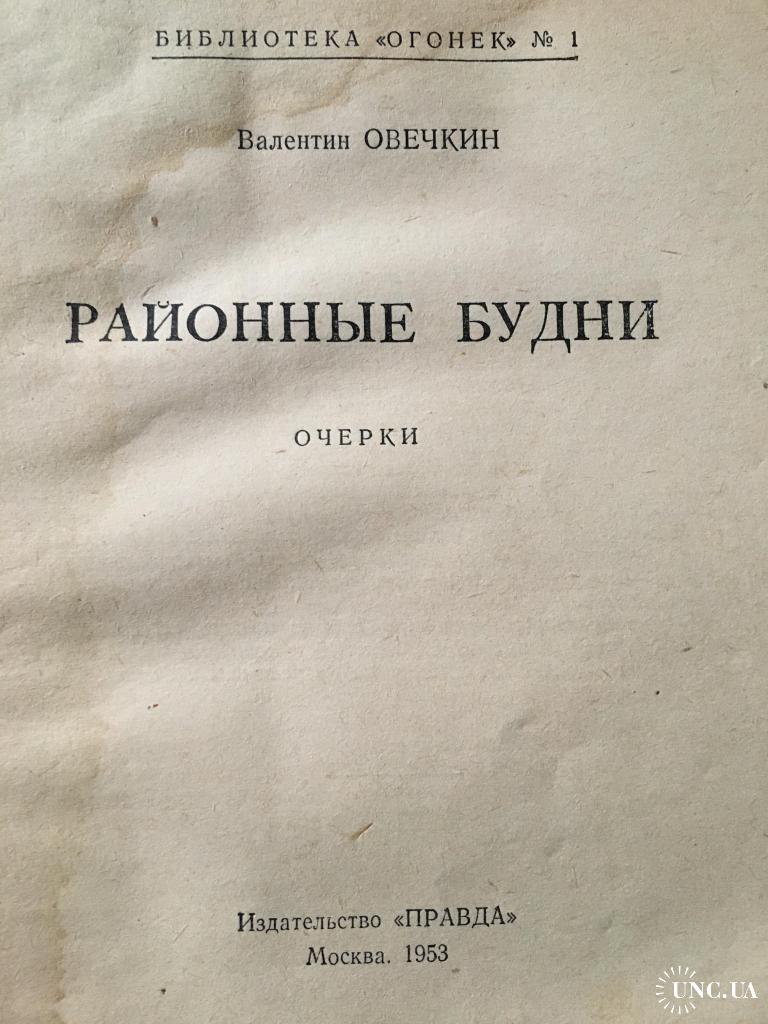 БИБЛИОТЕКА «ОГОНЕК» № 1
Валентин ОВЕЧКИН
РАЙОННЫЕ БУДНИ
ОЧЕРКИ
Издательство «ПРАВДА»
Москва. 1953
UNC.UA